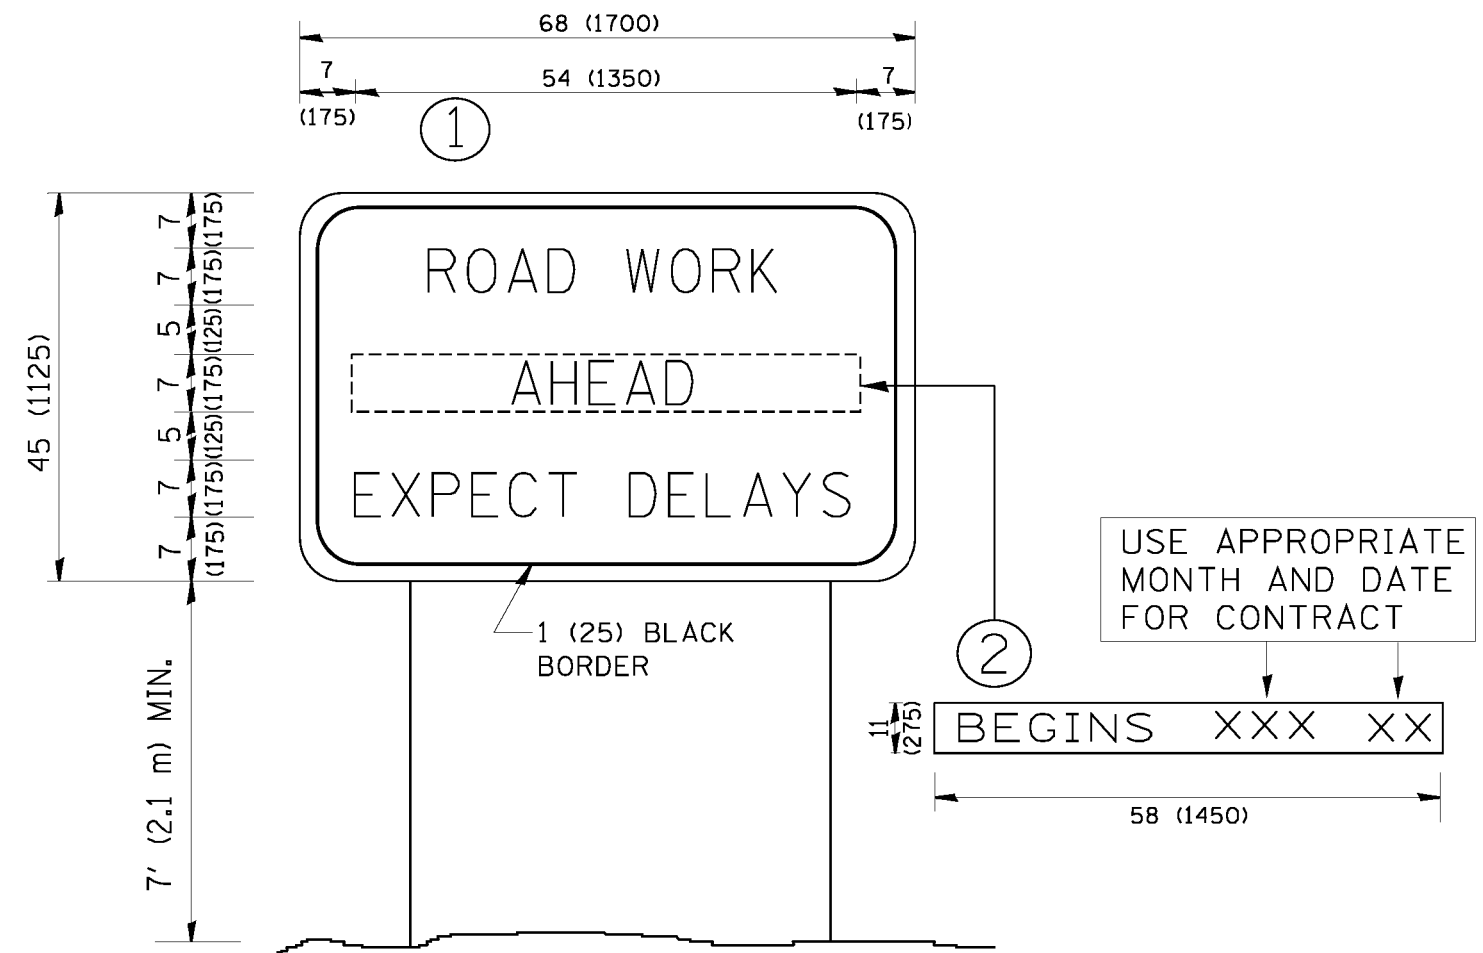 68 (1700)
7
54 (1350)
7
(175)
(175)
1
45 (1125)
7
(175)
7
(175)
5
(125)
7
(175)
5
(125)
7
(175)
7
(175)
ROAD WORK
AHEAD
EXPECT DELAYS
1 (25) BLACK
BORDER
7' (2.1 m) MIN.
2
USE APPROPRIATE
MONTH AND DATE
FOR CONTRACT
11
(275)
BEGINS XXX XX
58 (1450)